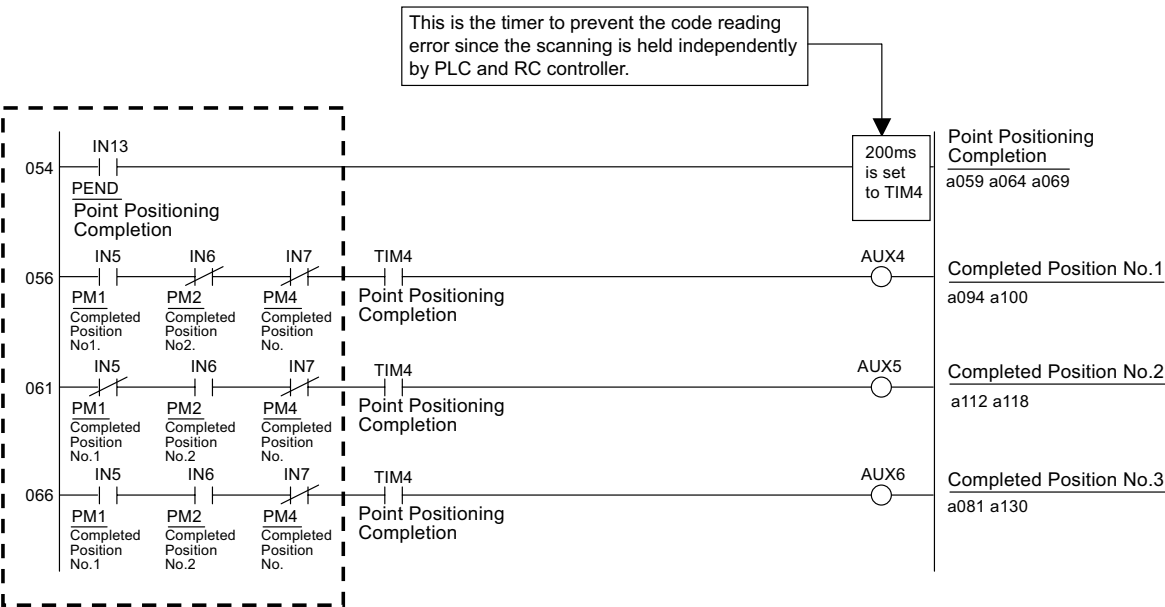 This is the timer to prevent the code reading
error since the scanning is held independently
by PLC and RC controller.
054
IN13
PEND
Point Positioning
Completion
200ms
is set
to TIM4
Point Positioning
Completion
a059 a064 a069
056
IN5
IN6
IN7
TIM4
AUX4
PM1
Completed
Position
No1.
PM2
Completed
Position
No2.
PM4
Completed
Position
No.
Point Positioning
Completion
Completed Position No.1
a094 a100
061
IN5
IN6
IN7
TIM4
AUX5
PM1
Completed
Position
No.1
PM2
Completed
Position
No.2
PM4
Completed
Position
No.
Point Positioning
Completion
Completed Position No.2
a112 a118
066
IN5
IN6
IN7
TIM4
AUX6
PM1
Completed
Position
No.1
PM2
Completed
Position
No.2
PM4
Completed
Position
No.
Point Positioning
Completion
Completed Position No.3
a081 a130